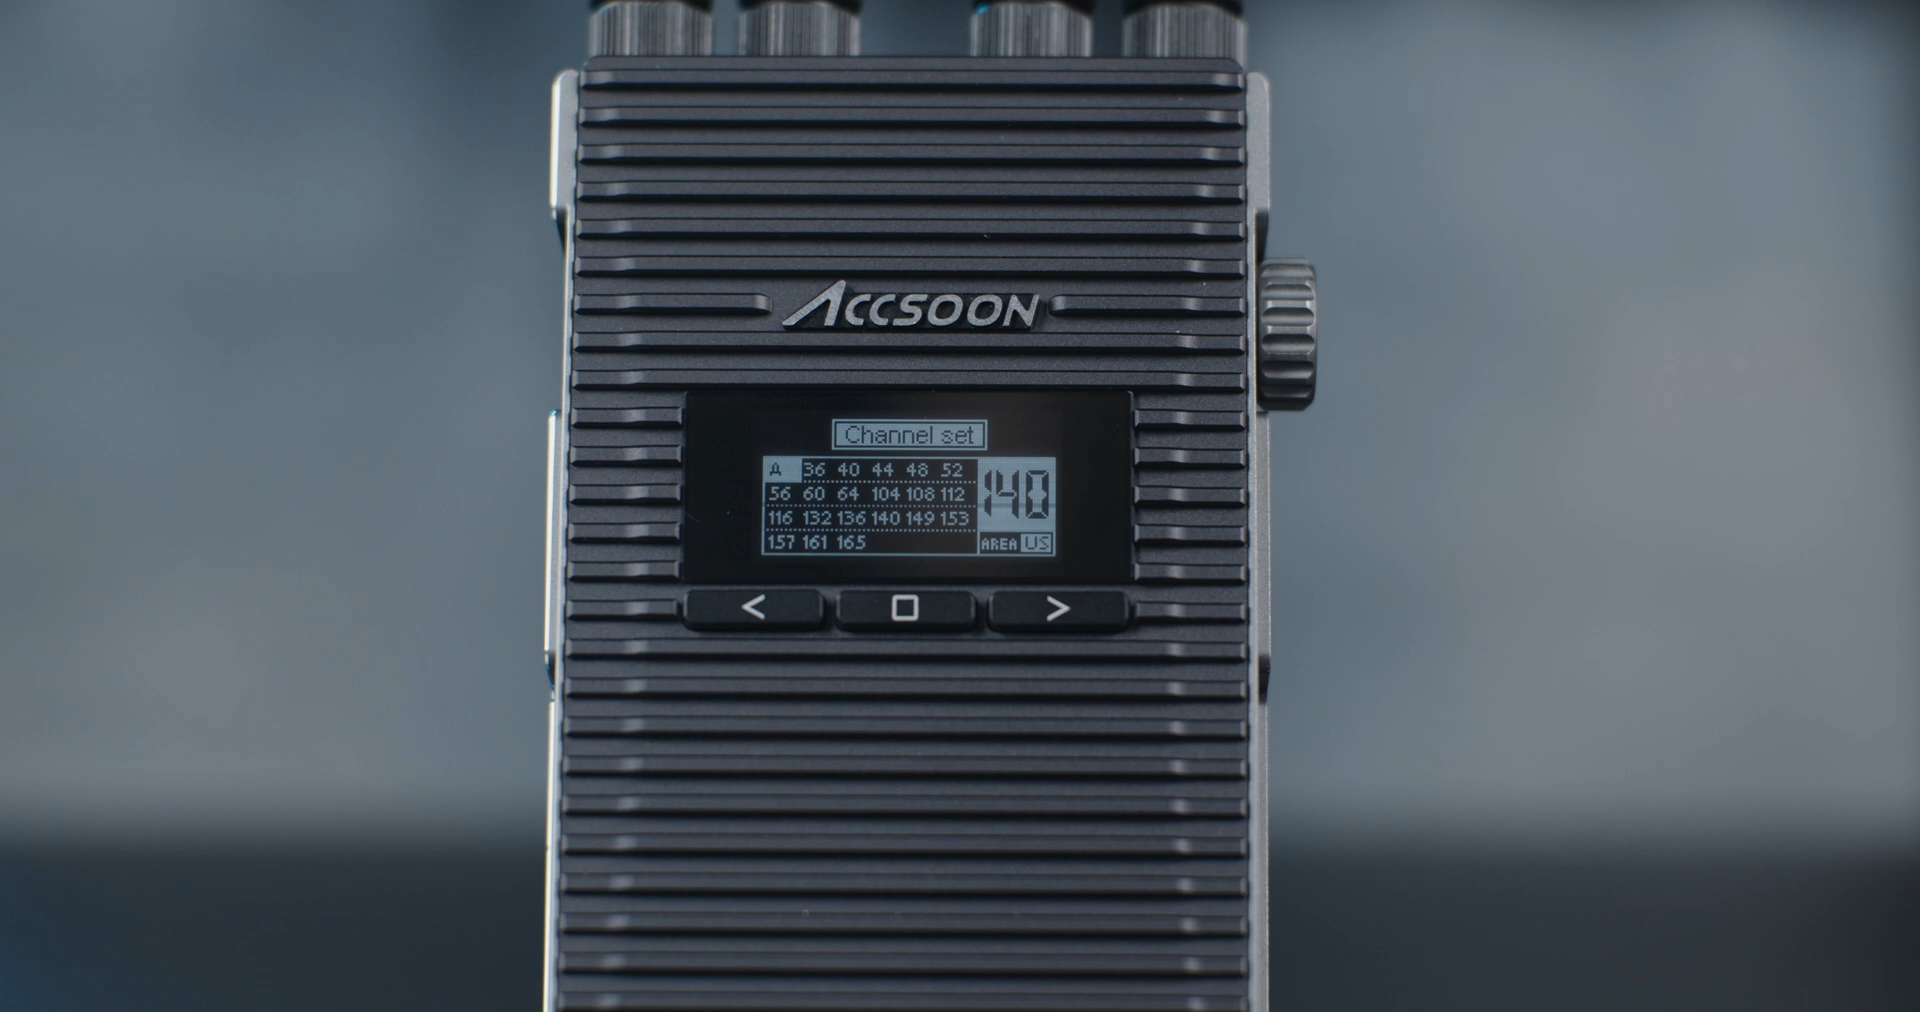 ACCSOON
Channel set
A 36 40 44 48 52
56 60 64 104 108 112
116 132 136 140 149 153
157 161 165
140
AREA US
< □ >